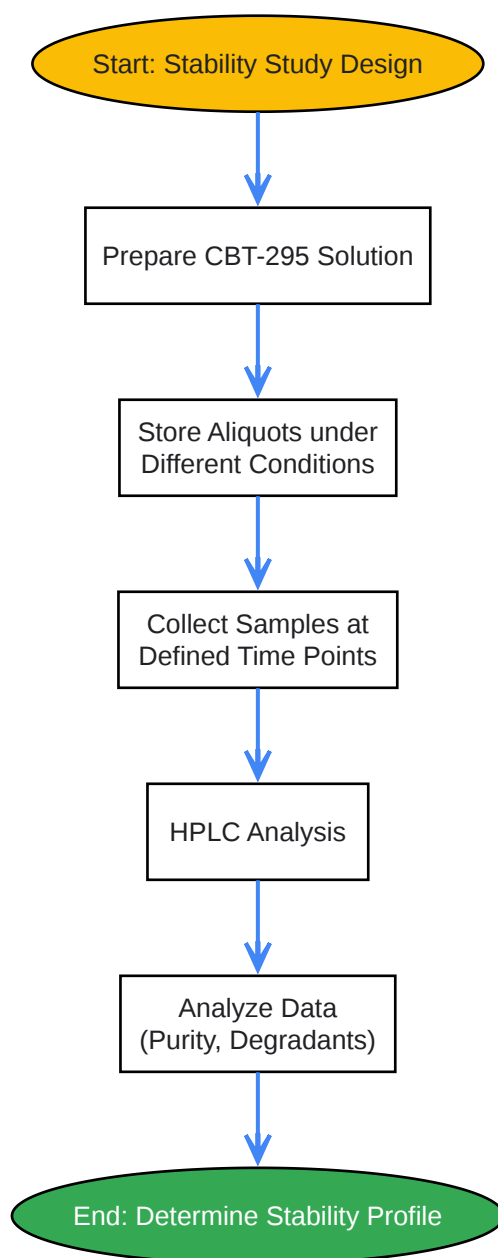 Start: Stability Study Design
Prepare CBT-295 Solution
Store Aliquots under
Different Conditions
Collect Samples at
Defined Time Points
HPLC Analysis
Analyze Data
(Purity, Degradants)
End: Determine Stability Profile